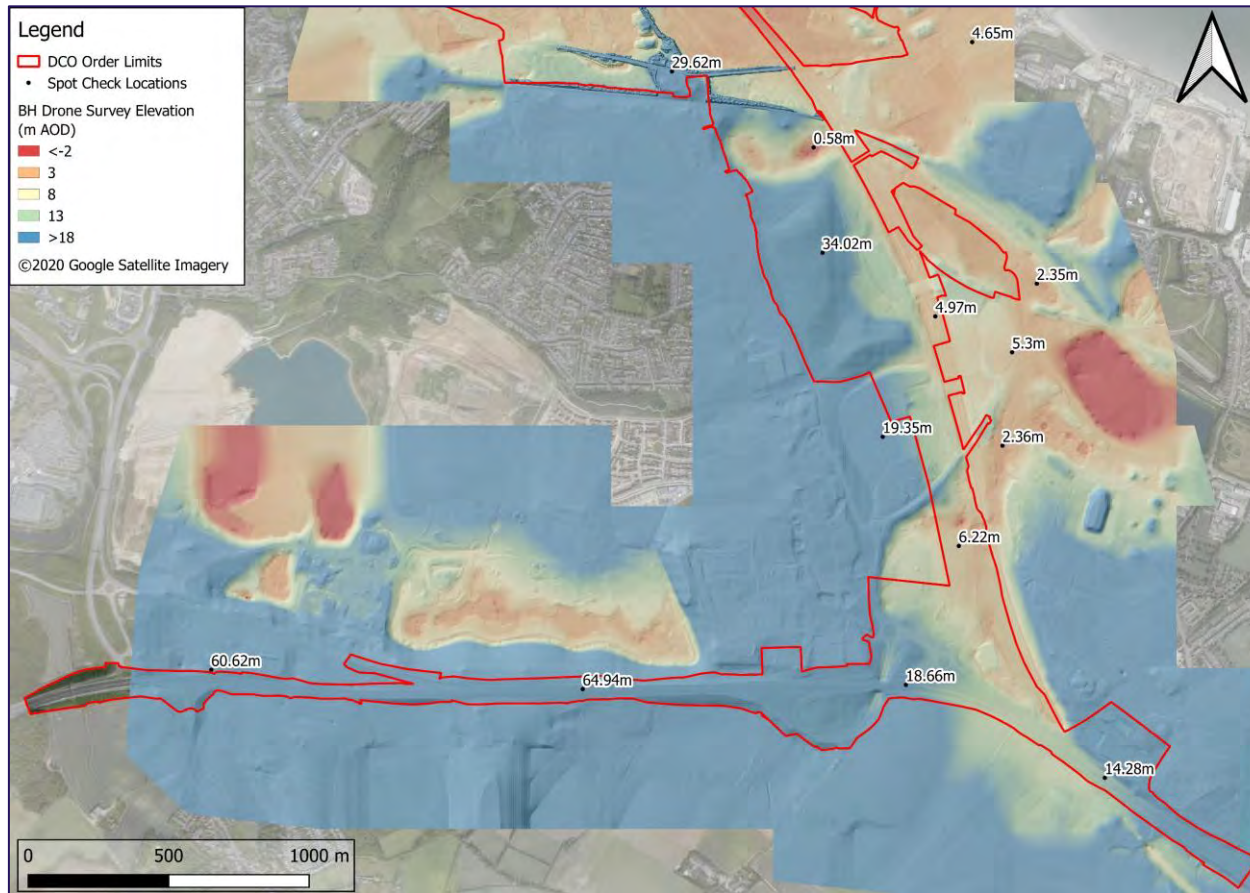 Legend
DCO Order Limits
Spot Check Locations
BH Drone Survey Elevation
(m AOD)
<-2
3
8
13
>18
©2020 Google Satellite Imagery
4.65m
29.62m
0.58m
34.02m
2.35m
4.97m
5.3m
19.35m
2.36m
6.22m
60.62m
64.94m
18.66m
14.28m
0 500 1000 m